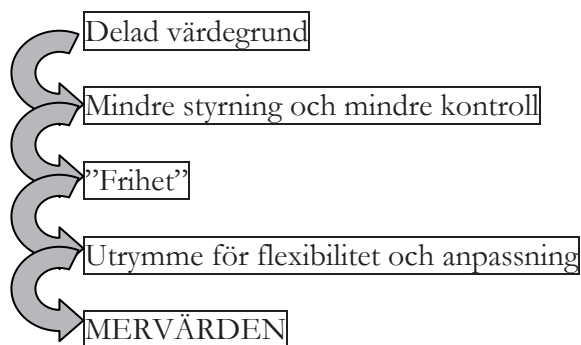 Delad värdegrund
Mindre styrning och mindre kontroll
”Frihet”
Utrymme för flexibilitet och anpassning
MERVÄRDEN